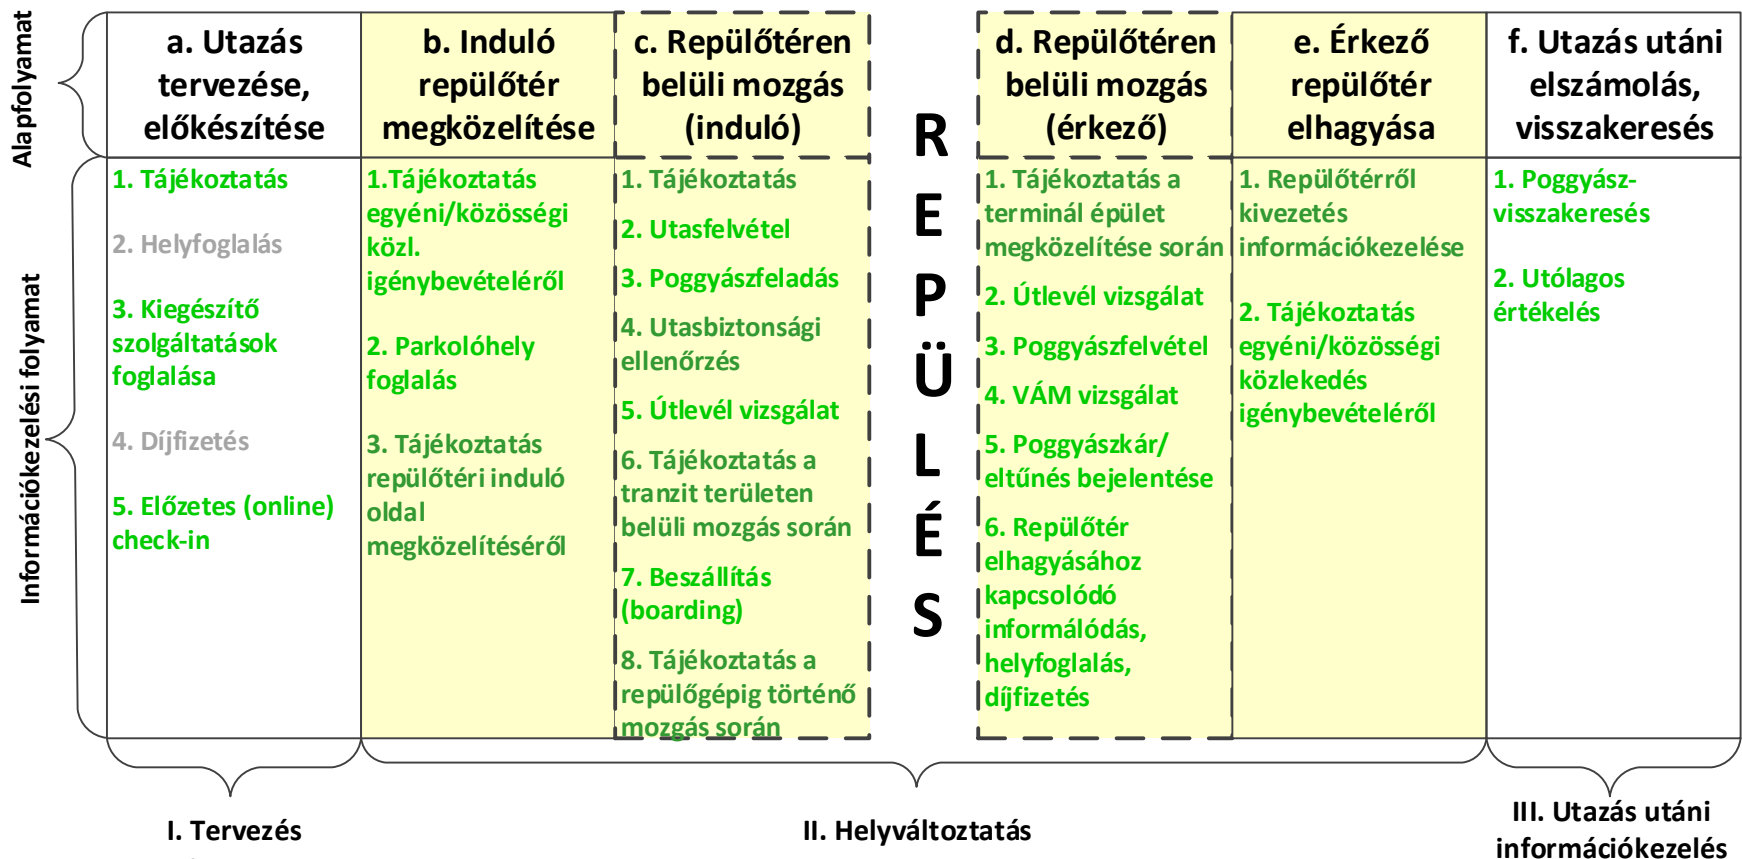 Alapfolyamat
a. Utazás
tervezése,
előkészítése
b. Induló
repülőtér
megközelítése
c. Repülőtéren
belüli mozgás
(induló)
d. Repülőtéren
belüli mozgás
(érkező)
e. Érkező
repülőtér
elhagyása
f. Utazás utáni
elszámolás,
visszakeresés
Információkezelési folyamat
1. Tájékoztatás
2. Helyfoglalás
3. Kiegészítő
szolgáltatások
foglalása
4. Díjfizetés
5. Előzetes (online)
check-in
1.Tájékoztatás
egyéni/közösségi
közl.
igénybevételéről
2. Parkolóhely
foglalás
3. Tájékoztatás
repülőtéri induló
oldal
megközelítéséről
1. Tájékoztatás
2. Utasfelvétel
3. Poggyászfeladás
4. Utasbiztonsági
ellenőrzés
5. Útlevél vizsgálat
6. Tájékoztatás a
tranzit területen
belüli mozgás során
7. Beszállítás
(boarding)
8. Tájékoztatás a
repülőgépig történő
mozgás során
R
E
P
Ü
L
É
S
1. Tájékoztatás a
terminál épület
megközelítése során
2. Útlevél vizsgálat
3. Poggyászfelvétel
4. VÁM vizsgálat
5. Poggyászkár/
eltűnés bejelentése
6. Repülőtér
elhagyásához
kapcsolódó
informálódás,
helyfoglalás,
díjfizetés
1. Repülőtérről
kivezetés
információkezelése
2. Tájékoztatás
egyéni/közösségi
közlekedés
igénybevételéről
1. Poggyász-
visszakeresés
2. Utólagos
értékelés
I. Tervezés
II. Helyváltoztatás
III. Utazás utáni
információkezelés